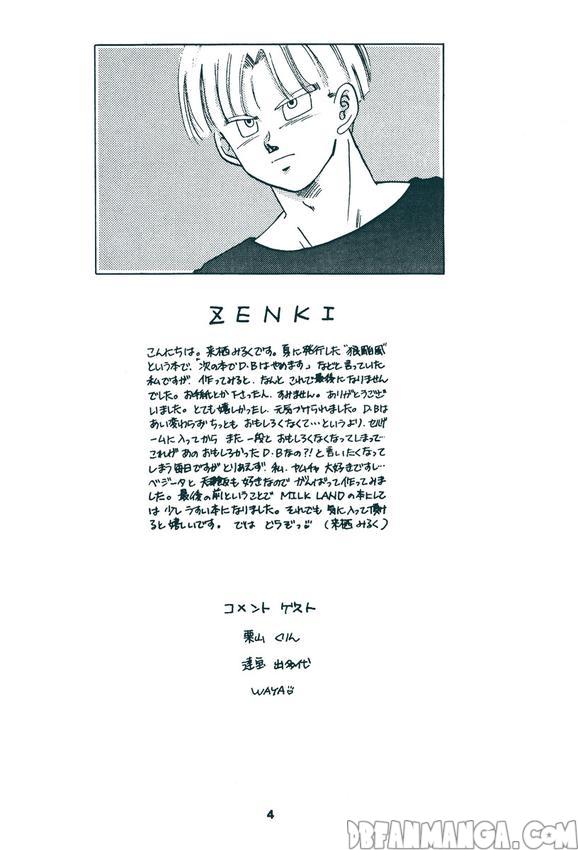 ZENKI
こんにちは。来栖みるくです。夏に発行した"狼颱風"
という本で、"次の本でD・Bはやめます"などと言っていた
私ですが、作ってみると、なんとこれで最後になりません
でした。お手紙とか下さったん、すみません。ありがとうござ
いました。とても嬉しかったし、元気づけられました。D・Bは
あい変わらずちっともおもしろくなくて…というより、セルゲ
ームに入ってから また一段と おもしろくなくなってしまって…
これがあのおもしろかった D・Bなの?!と言いたくなって
しまう毎日ですがとりあえず、私、ヤムチャ 大好きですし…
ベジータと 天津飯も好きなので がんばって作ってみま
した。最後の前ということで MILK LANDの本にして
は 少しうすい本になりました。それでも気に入って頂け
ると嬉しいです。では どうぞっ (来栖みるく)
コメント ゲスト
栗山 くりん
出多代
WAYA
4
DBFANMANGA.COM